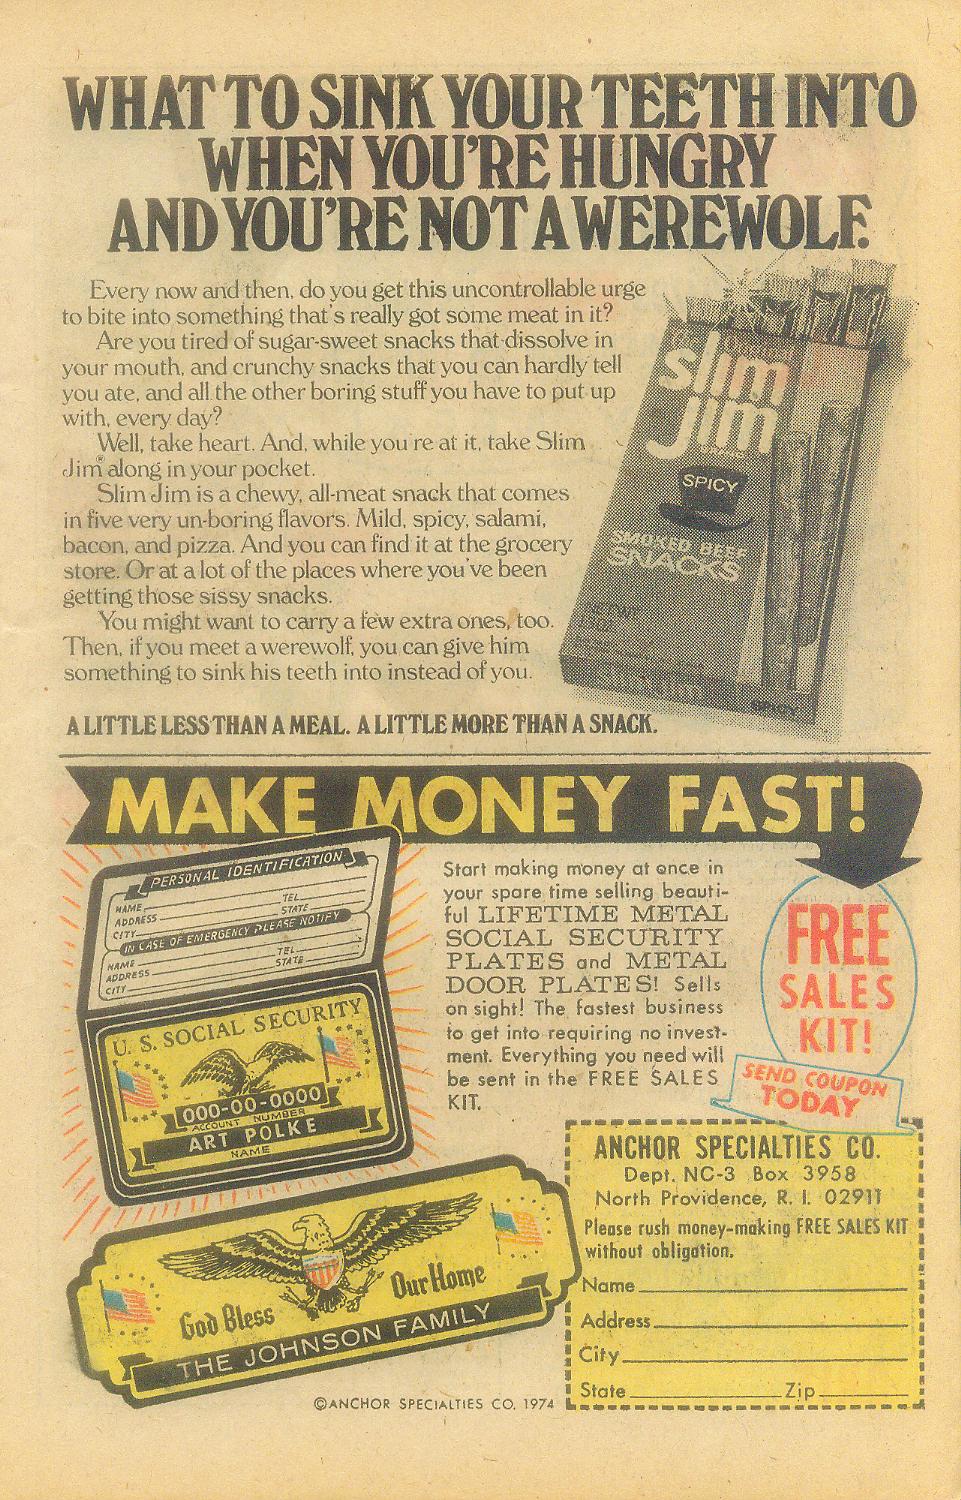 WHAT TO SINK YOUR TEETH INTO
WHEN YOU'RE HUNGRY
AND YOU'RE NOT A WEREWOLF.
Every now and then, do you get this uncontrollable urge
to bite into something that's really got some meat in it?
Are you tired of sugar-sweet snacks that dissolve in
your mouth, and crunchy snacks that you can hardly tell
you ate, and all the other boring stuff you have to put up
with, every day?
Well, take heart. And, while you're at it, take Slim
Jim® along in your pocket.
Slim Jim is a chewy, all-meat snack that comes
in five very un-boring flavors. Mild, spicy, salami,
bacon, and pizza. And you can find it at the grocery
store. Or at a lot of the places where you've been
getting those sissy snacks.
You might want to carry a few extra ones, too.
Then, if you meet a werewolf, you can give him
something to sink his teeth into instead of you.
A LITTLE LESS THAN A MEAL. A LITTLE MORE THAN A SNACK.
slim
Jim
SPICY
SMOKED BEEF
SNACKS
NET WT
SPICY
MAKE MONEY FAST!
PERSONAL IDENTIFICATION
NAME TEL.
ADDRESS STATE
CITY
IN CASE OF EMERGENCY PLEASE NOTIFY
NAME TEL.
ADDRESS STATE
CITY
U. S. SOCIAL SECURITY
000-00-0000
ACCOUNT NUMBER
ART POLKE
NAME
Start making money at once in
your spare time selling beauti-
ful LIFETIME METAL
SOCIAL SECURITY
PLATES and METAL
DOOR PLATES! Sells
on sight! The fastest business
to get into requiring no invest-
ment. Everything you need will
be sent in the FREE SALES
KIT.
FREE
SALES
KIT!
SEND COUPON
TODAY
God Bless Our Home
THE JOHNSON FAMILY
©ANCHOR SPECIALTIES CO. 1974
ANCHOR SPECIALTIES CO.
Dept. NC-3 Box 3958
North Providence, R. I. 02911
Please rush money-making FREE SALES KIT
without obligation.
Name
Address
City
State Zip